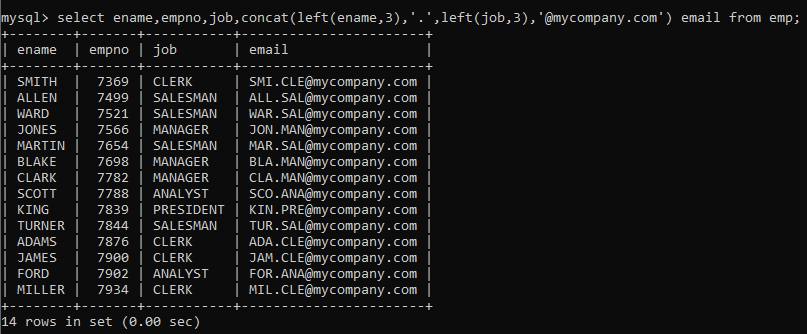 mysql> select ename,empno,job,concat(left(ename,3),'.',left(job,3),'@mycompany.com') email from emp;
+--------+-------+-----------+-----------------------+
| ename  | empno | job       | email                 |
+--------+-------+-----------+-----------------------+
| SMITH  |  7369 | CLERK     | SMI.CLE@mycompany.com |
| ALLEN  |  7499 | SALESMAN  | ALL.SAL@mycompany.com |
| WARD   |  7521 | SALESMAN  | WAR.SAL@mycompany.com |
| JONES  |  7566 | MANAGER   | JON.MAN@mycompany.com |
| MARTIN |  7654 | SALESMAN  | MAR.SAL@mycompany.com |
| BLAKE  |  7698 | MANAGER   | BLA.MAN@mycompany.com |
| CLARK  |  7782 | MANAGER   | CLA.MAN@mycompany.com |
| SCOTT  |  7788 | ANALYST   | SCO.ANA@mycompany.com |
| KING   |  7839 | PRESIDENT | KIN.PRE@mycompany.com |
| TURNER |  7844 | SALESMAN  | TUR.SAL@mycompany.com |
| ADAMS  |  7876 | CLERK     | ADA.CLE@mycompany.com |
| JAMES  |  7900 | CLERK     | JAM.CLE@mycompany.com |
| FORD   |  7902 | ANALYST   | FOR.ANA@mycompany.com |
| MILLER |  7934 | CLERK     | MIL.CLE@mycompany.com |
+--------+-------+-----------+-----------------------+
14 rows in set (0.00 sec)